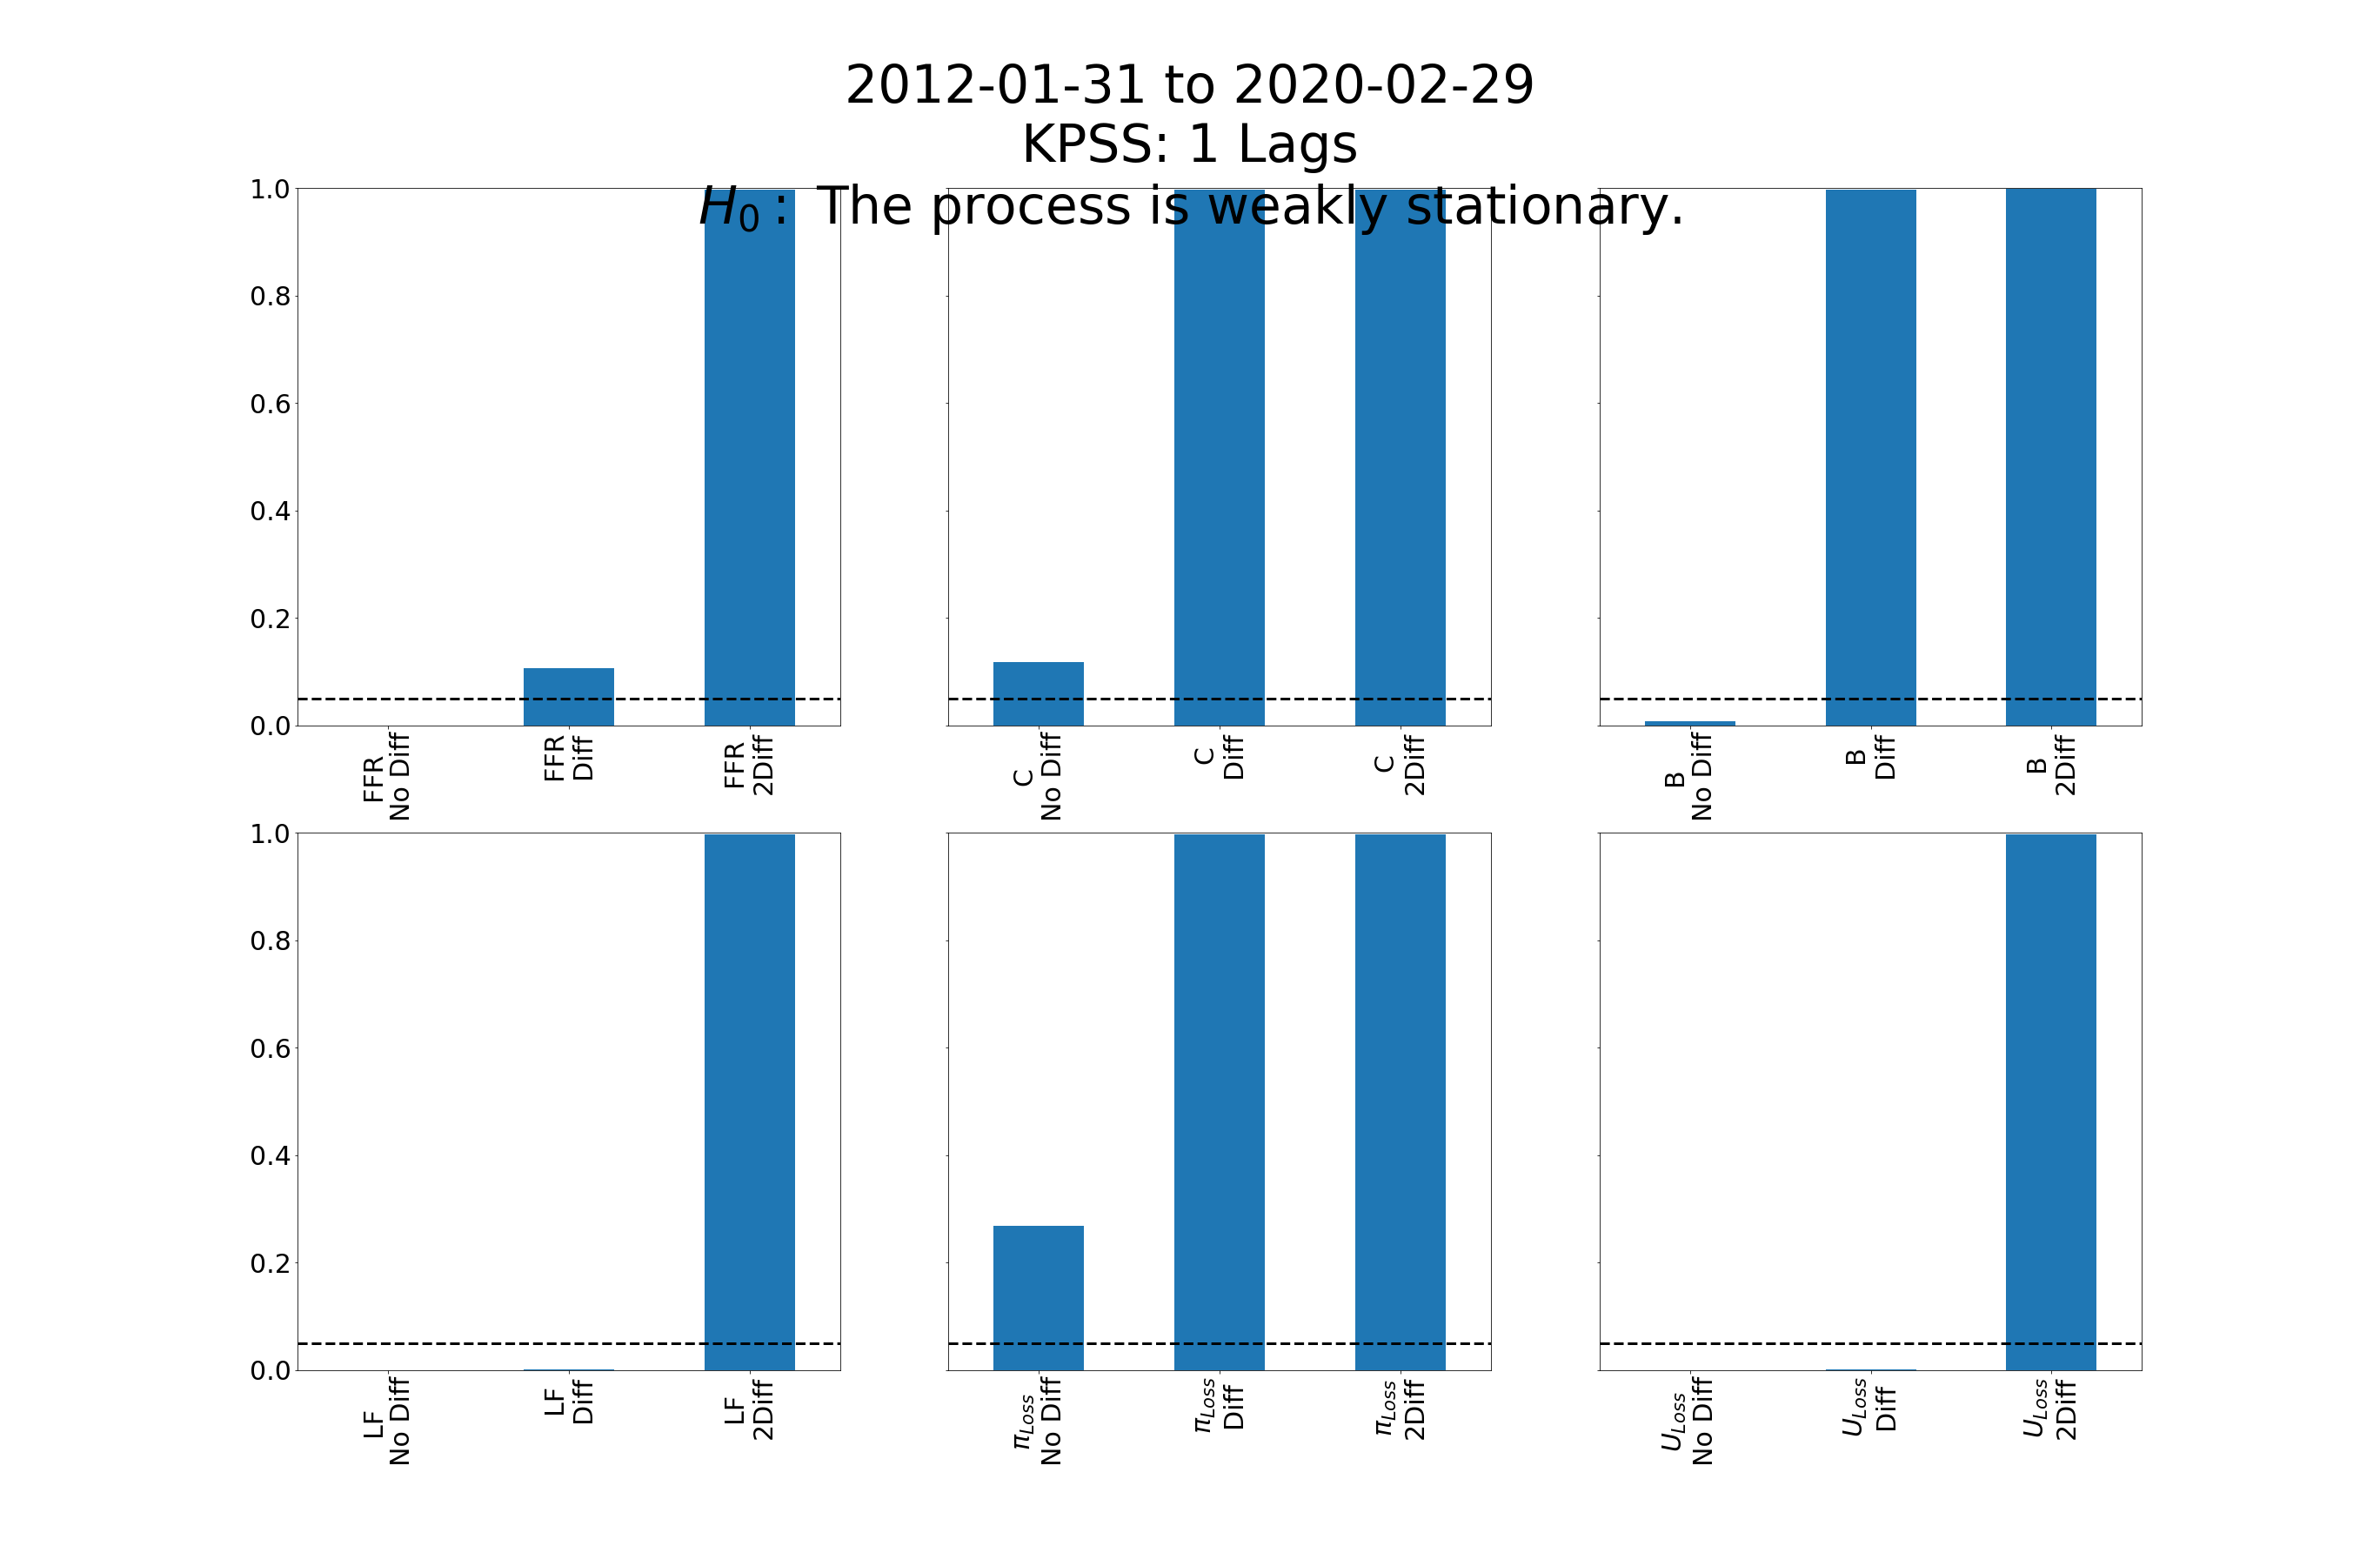 2012-01-31 to 2020-02-29
KPSS: 1 Lags
H0 : The process is weakly stationary.
1.0
0.8
0.6
0.4
0.2
0.0
FFR
No Diff
FFR
Diff
FFR
2Diff
C
No Diff
C
Diff
C
2Diff
B
No Diff
B
Diff
B
2Diff
1.0
0.8
0.6
0.4
0.2
0.0
LF
No Diff
LF
Diff
LF
2Diff
πLoss
No Diff
πLoss
Diff
πLoss
2Diff
ULoss
No Diff
ULoss
Diff
ULoss
2Diff